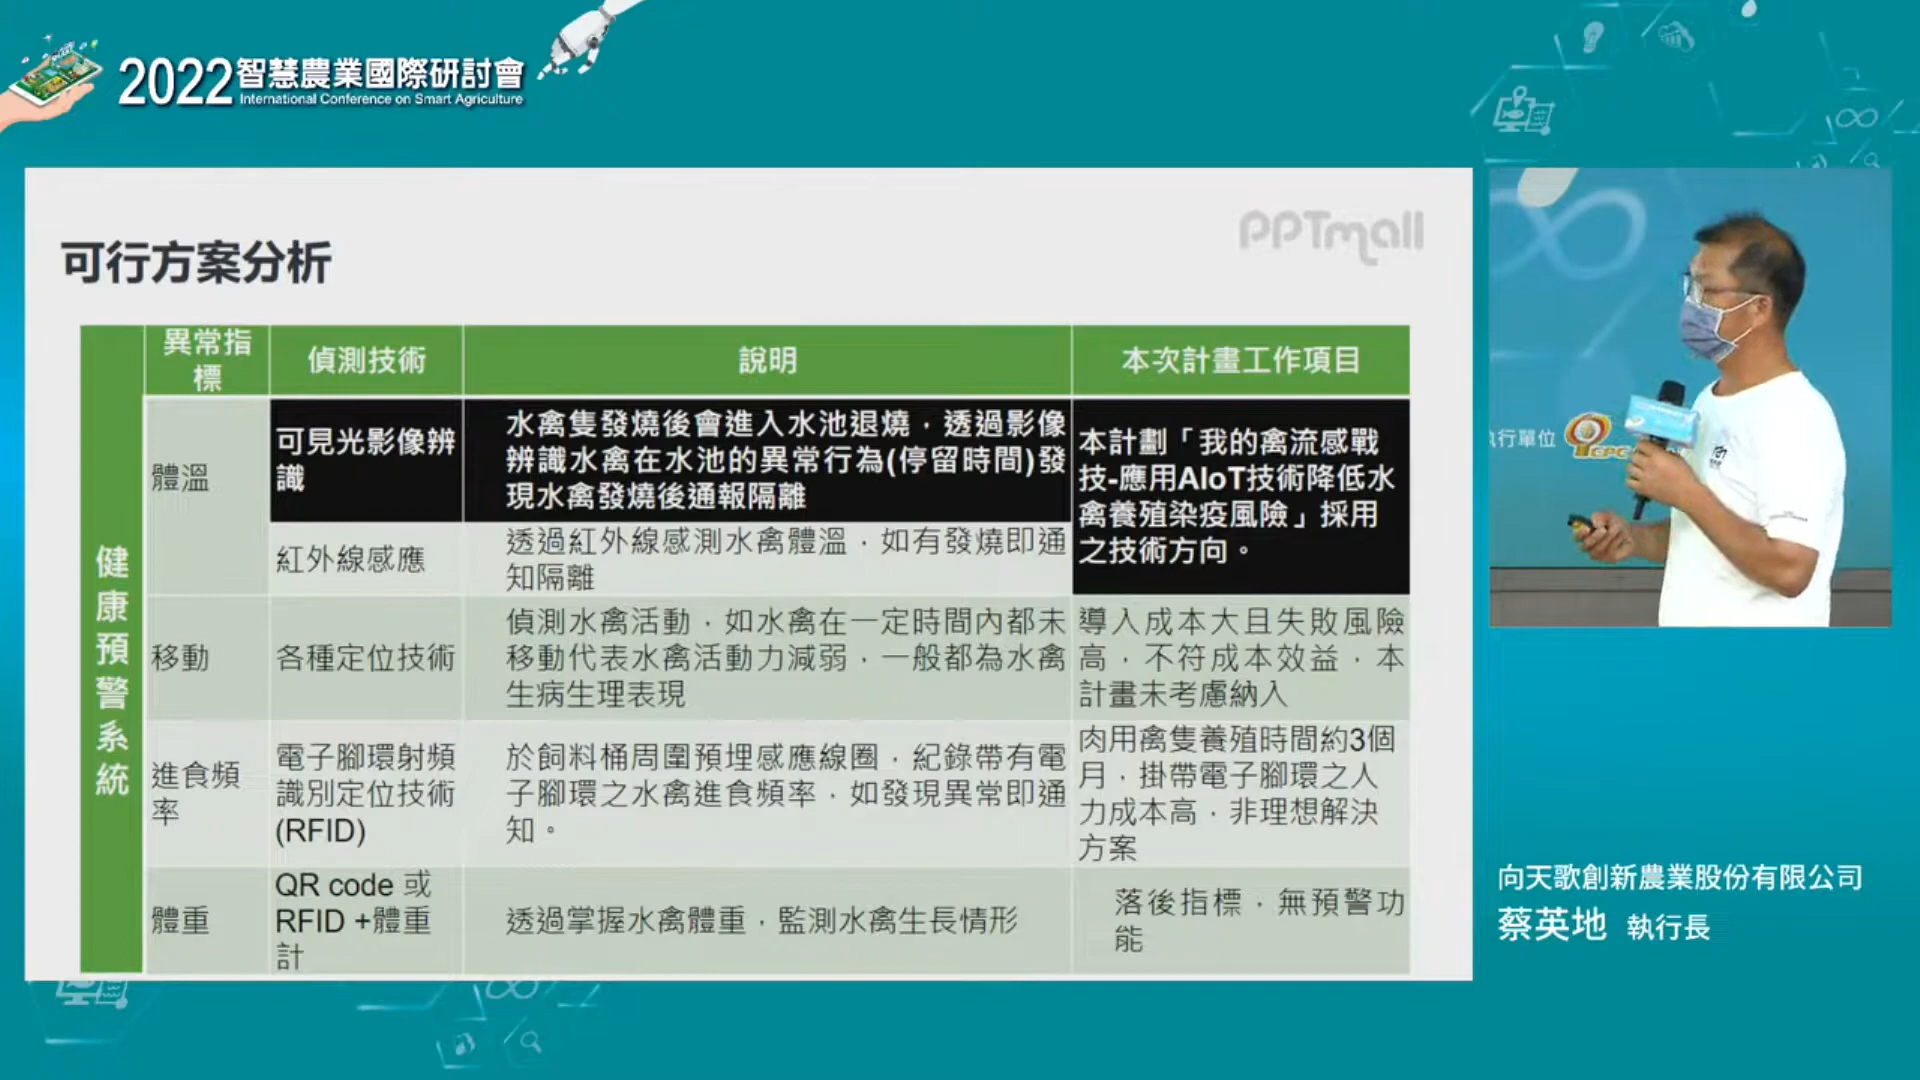 2022智慧農業國際研討會
International Conference on Smart Agriculture
可行方案分析
PPTmall
健康預警系統
異常指
標
偵測技術
說明
本次計畫工作項目
體溫
可見光影像辨
識
水禽隻發燒後會進入水池退燒，透過影像
辨識水禽在水池的異常行為(停留時間)發
現水禽發燒後通報隔離
本計劃「我的禽流感戰
技-應用AIoT技術降低水
禽養殖染疫風險」採用
之技術方向。
紅外線感應
透過紅外線感測水禽體溫，如有發燒即通
知隔離
移動
各種定位技術
偵測水禽活動，如水禽在一定時間內都未
移動代表水禽活動力減弱，一般都為水禽
生病生理表現
導入成本大且失敗風險
高，不符成本效益，本
計畫未考慮納入
進食頻
率
電子腳環射頻
識別定位技術
(RFID)
於飼料桶周圍預埋感應線圈，紀錄帶有電
子腳環之水禽進食頻率，如發現異常即通
知。
肉用禽隻養殖時間約3個
月，掛帶電子腳環之人
力成本高，非理想解決
方案
體重
QR code 或
RFID +體重
計
透過掌握水禽體重，監測水禽生長情形
落後指標，無預警功
能
執行單位
CPC
向天歌創新農業股份有限公司
蔡英地 執行長